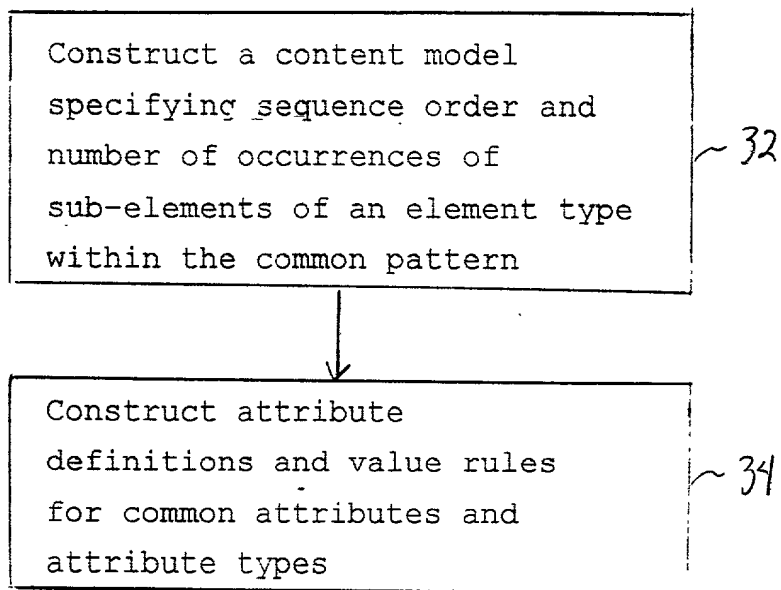 Construct a content model
specifying sequence order and
number of occurrences of
sub-elements of an element type
within the common pattern
32
Construct attribute
definitions and value rules
for common attributes and
attribute types
34